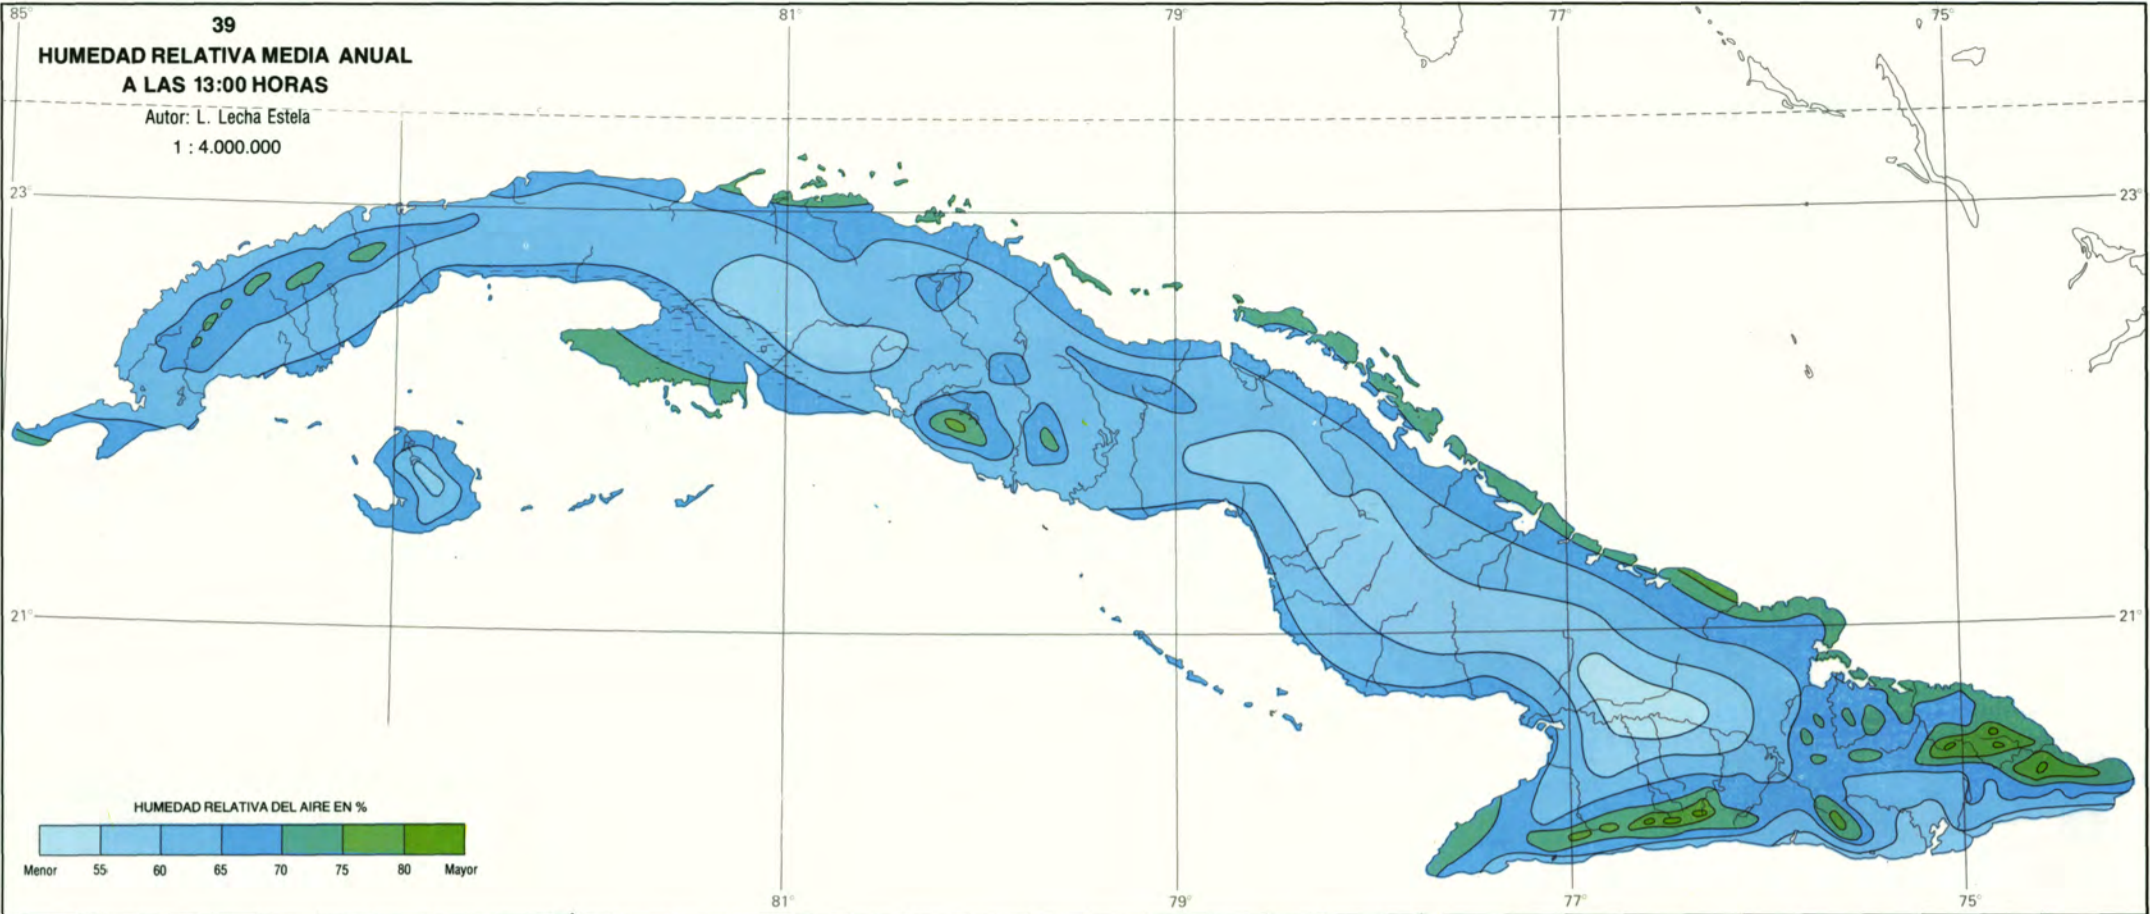 85° 81° 79° 77° 75°
39
HUMEDAD RELATIVA MEDIA ANUAL
A LAS 13:00 HORAS
Autor: L. Lecha Estela
1 : 4.000.000
23° 23°
21° 21°
HUMEDAD RELATIVA DEL AIRE EN %
Menor 55 60 65 70 75 80 Mayor
81° 79° 77° 75°